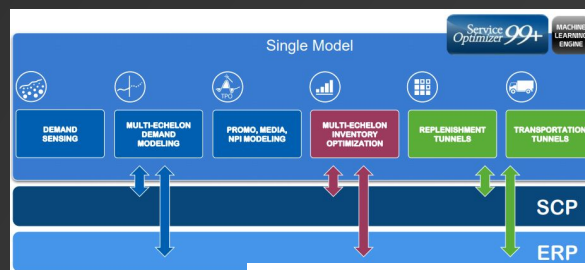 Service
Optimizer 99+
MACHINE
LEARNING
ENGINE
Single Model
TPO
DEMAND
SENSING
MULTI-ECHELON
DEMAND
MODELING
PROMO, MEDIA,
NPI MODELING
MULTI-ECHELON
INVENTORY
OPTIMIZATION
REPLENISHMENT
TUNNELS
TRANSPORTATION
TUNNELS
SCP
ERP